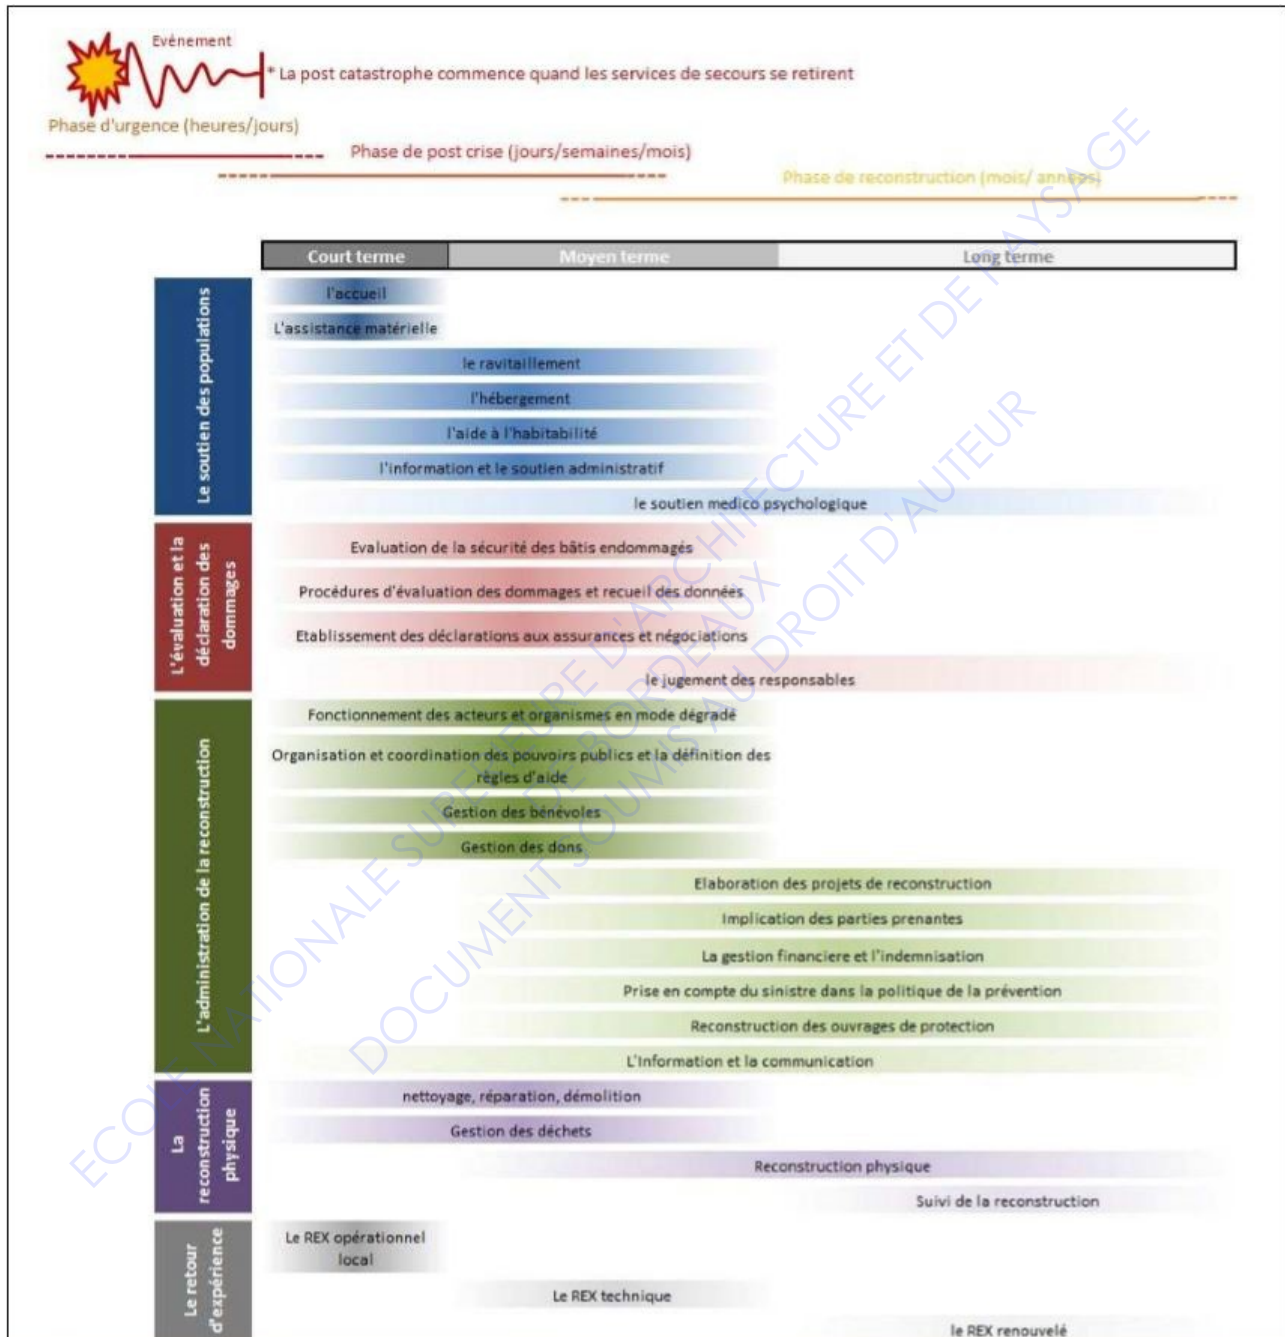 Evénement
* La post catastrophe commence quand les services de secours se retirent
Phase d'urgence (heures/jours)
Phase de post crise (jours/semaines/mois)
Phase de reconstruction (mois/ années)
Court terme
Moyen terme
Long terme
Le soutien des populations
l'accueil
L'assistance matérielle
le ravitaillement
l'hébergement
l'aide à l'habitabilité
l'information et le soutien administratif
le soutien medico psychologique
L'évaluation et la
déclaration des
dommages
Evaluation de la sécurité des bâtis endommagés
Procédures d'évaluation des dommages et recueil des données
Etablissement des déclarations aux assurances et négociations
le jugement des responsables
L'administration de la reconstruction
Fonctionnement des acteurs et organismes en mode dégradé
Organisation et coordination des pouvoirs publics et la définition des
règles d'aide
Gestion des bénévoles
Gestion des dons
Elaboration des projets de reconstruction
Implication des parties prenantes
La gestion financiere et l'indemnisation
Prise en compte du sinistre dans la politique de la prévention
Reconstruction des ouvrages de protection
L'Information et la communication
La
reconstruction
physique
nettoyage, réparation, démolition
Gestion des déchets
Reconstruction physique
Suivi de la reconstruction
Le retour
d'expérience
Le REX opérationnel
local
Le REX technique
le REX renouvelé
ECOLE NATIONALE SUPERIEURE D'ARCHITECTURE ET DE PAYSAGE
DE BORDEAUX
DOCUMENT SOUMIS AU DROIT D'AUTEUR